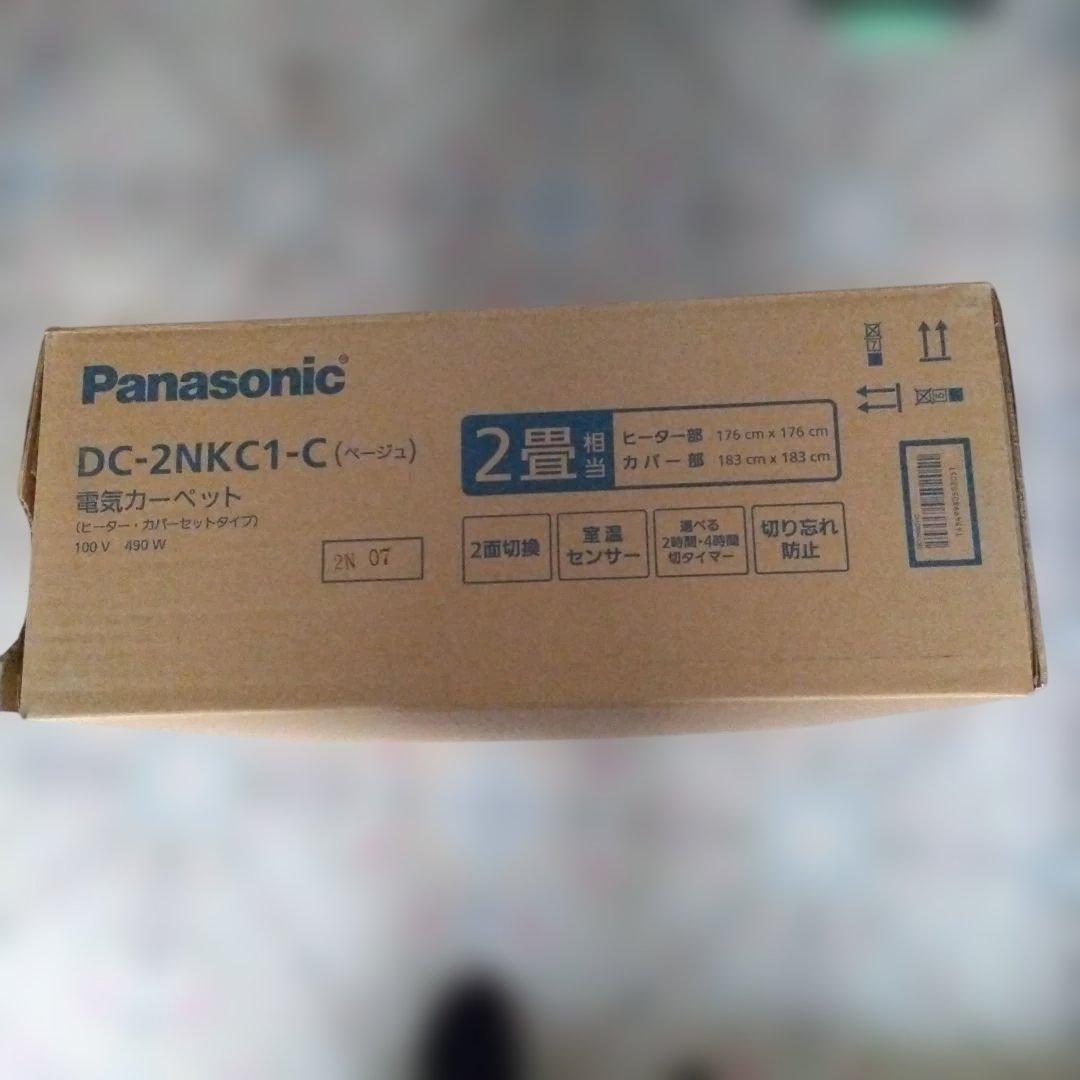 Panasonic®
DC-2NKC1-C(ベージュ)
電気カーペット
(ヒーター・カバーセットタイプ)
100 V 490 W
2N 07
2畳相当
ヒーター部 176 cm x 176 cm
カバー部 183 cm x 183 cm
2面切換
室温
センサー
選べる
2時間・4時間
切タイマー
切り忘れ
防止
7